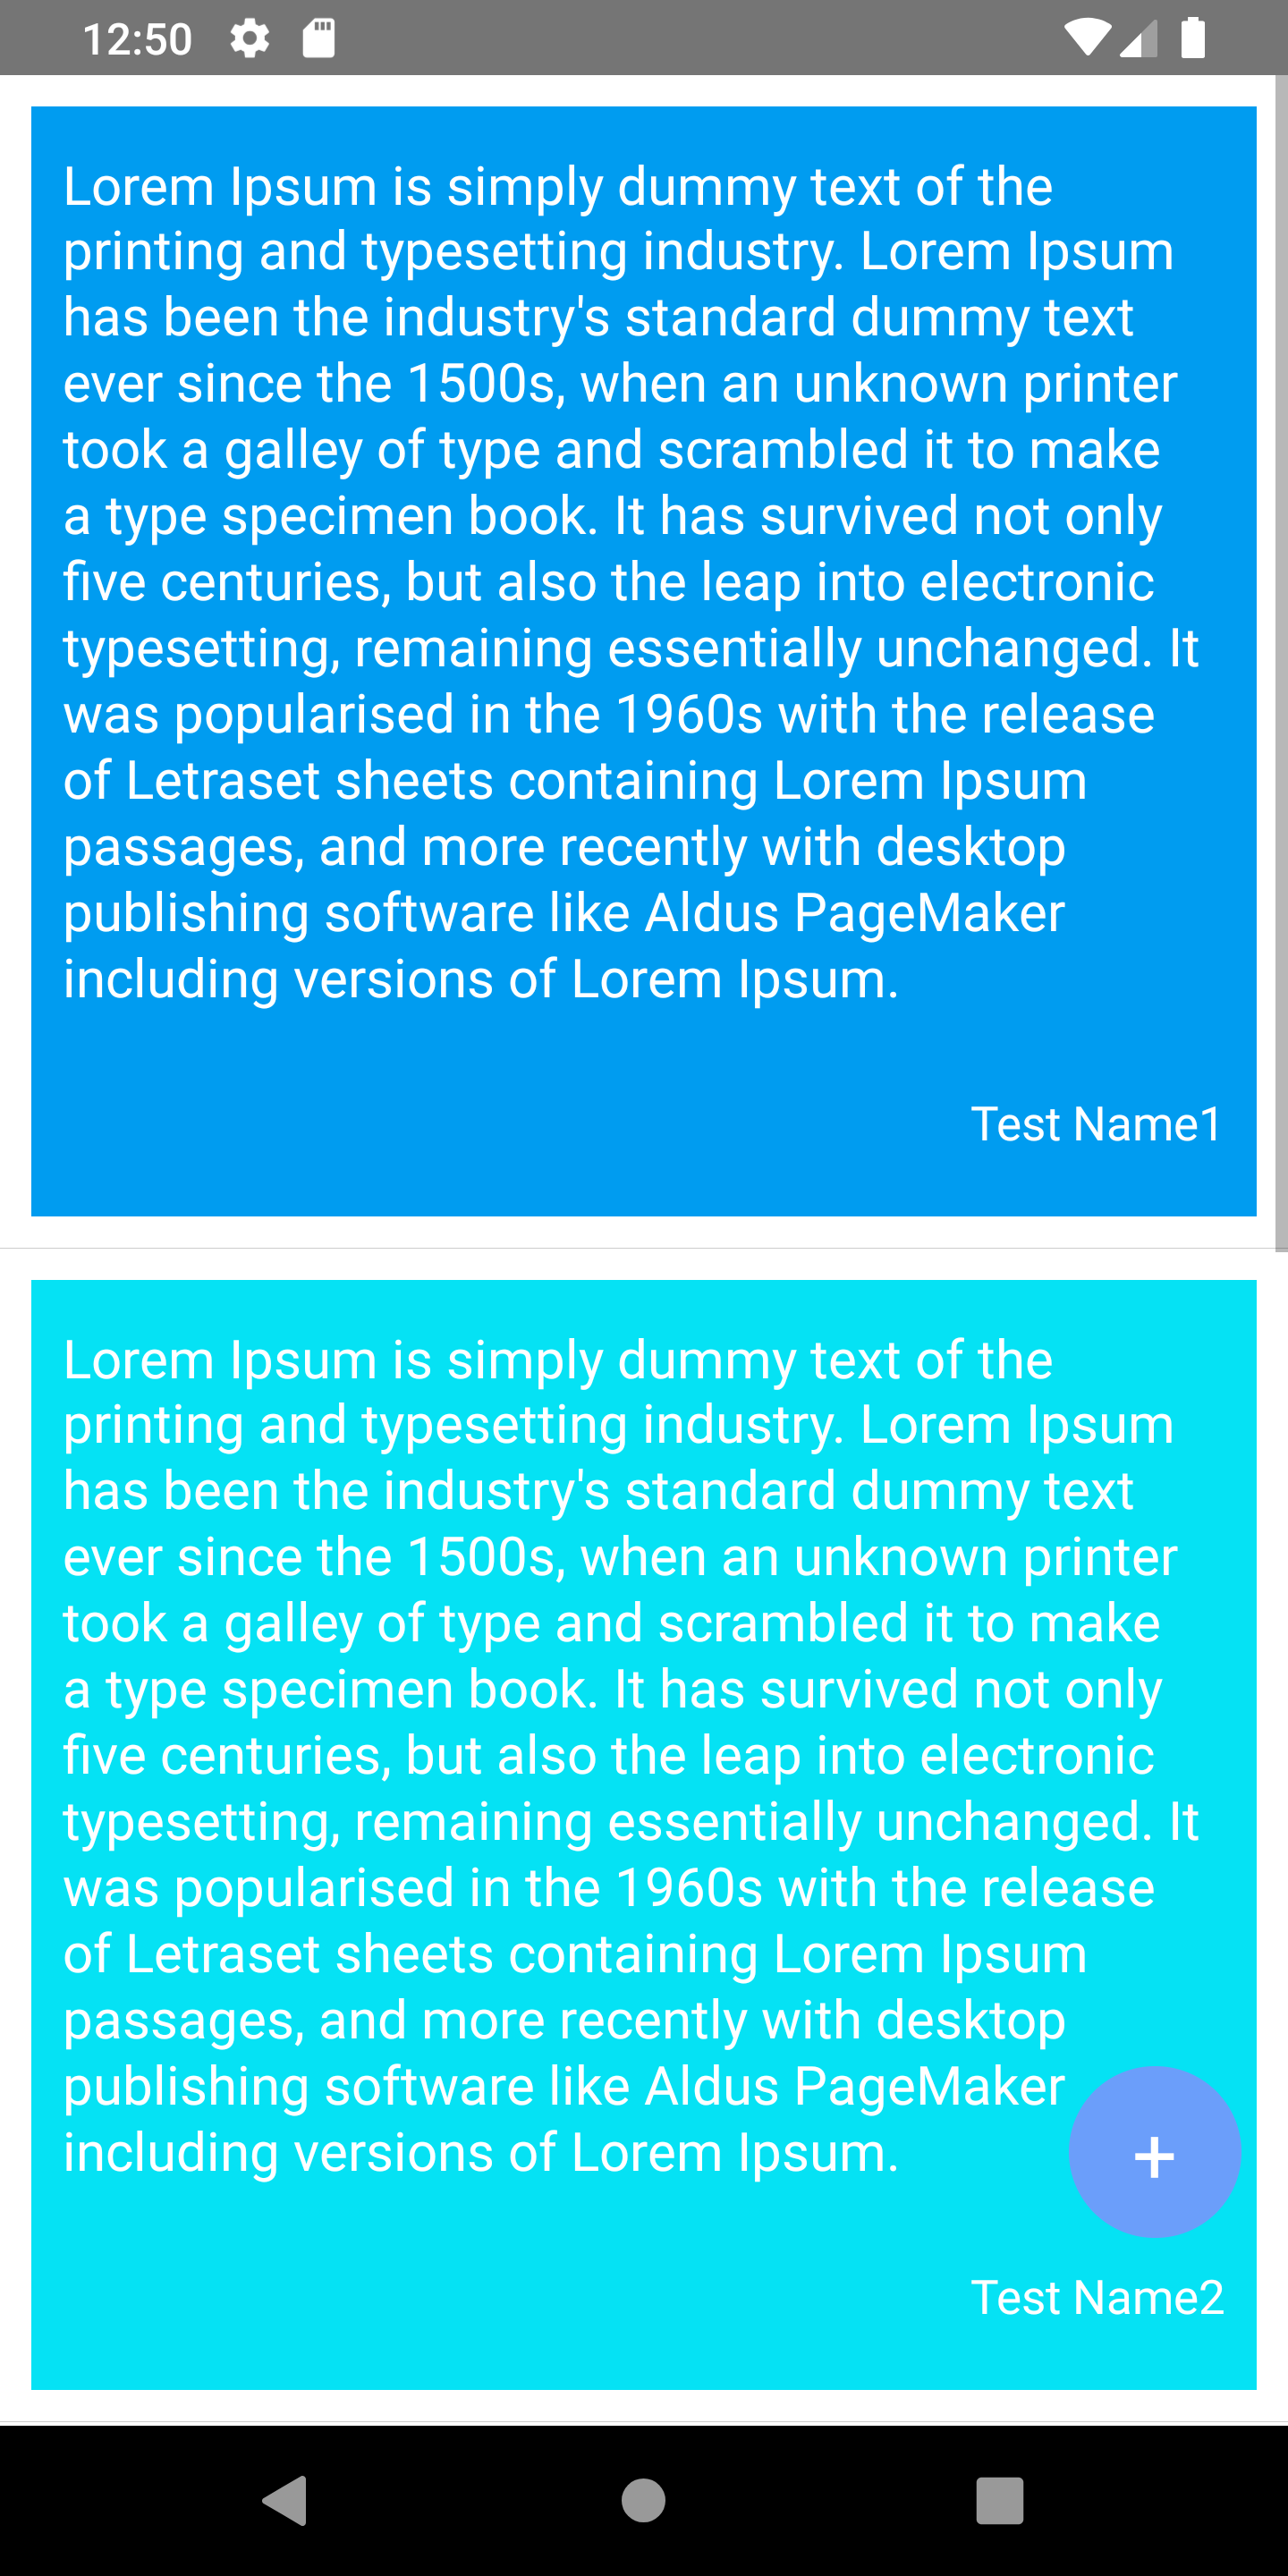 12:50
Lorem Ipsum is simply dummy text of the
printing and typesetting industry. Lorem Ipsum
has been the industry's standard dummy text
ever since the 1500s, when an unknown printer
took a galley of type and scrambled it to make
a type specimen book. It has survived not only
five centuries, but also the leap into electronic
typesetting, remaining essentially unchanged. It
was popularised in the 1960s with the release
of Letraset sheets containing Lorem Ipsum
passages, and more recently with desktop
publishing software like Aldus PageMaker
including versions of Lorem Ipsum.
Test Name1
Lorem Ipsum is simply dummy text of the
printing and typesetting industry. Lorem Ipsum
has been the industry's standard dummy text
ever since the 1500s, when an unknown printer
took a galley of type and scrambled it to make
a type specimen book. It has survived not only
five centuries, but also the leap into electronic
typesetting, remaining essentially unchanged. It
was popularised in the 1960s with the release
of Letraset sheets containing Lorem Ipsum
passages, and more recently with desktop
publishing software like Aldus PageMaker
including versions of Lorem Ipsum.
+
Test Name2